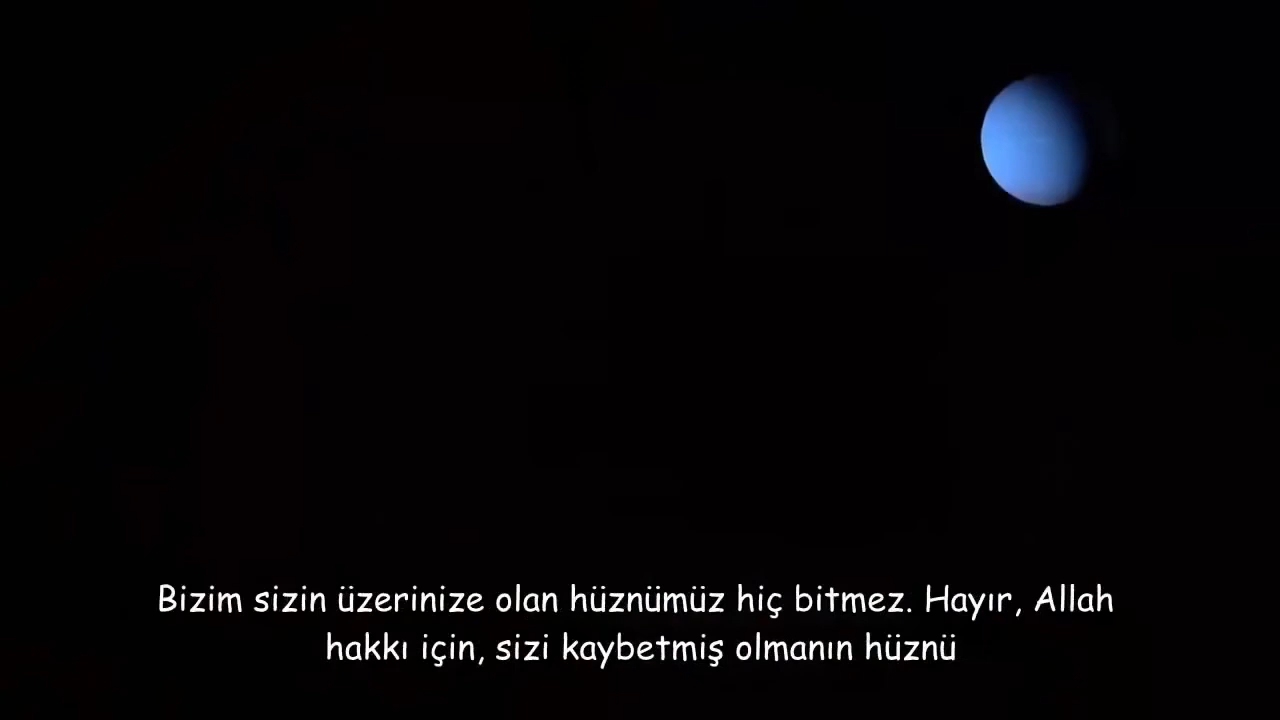 Bizim sizin üzerinize olan hüznümüz hiç bitmez. Hayır, Allah
hakkı için, sizi kaybetmiş olmanın hüznü